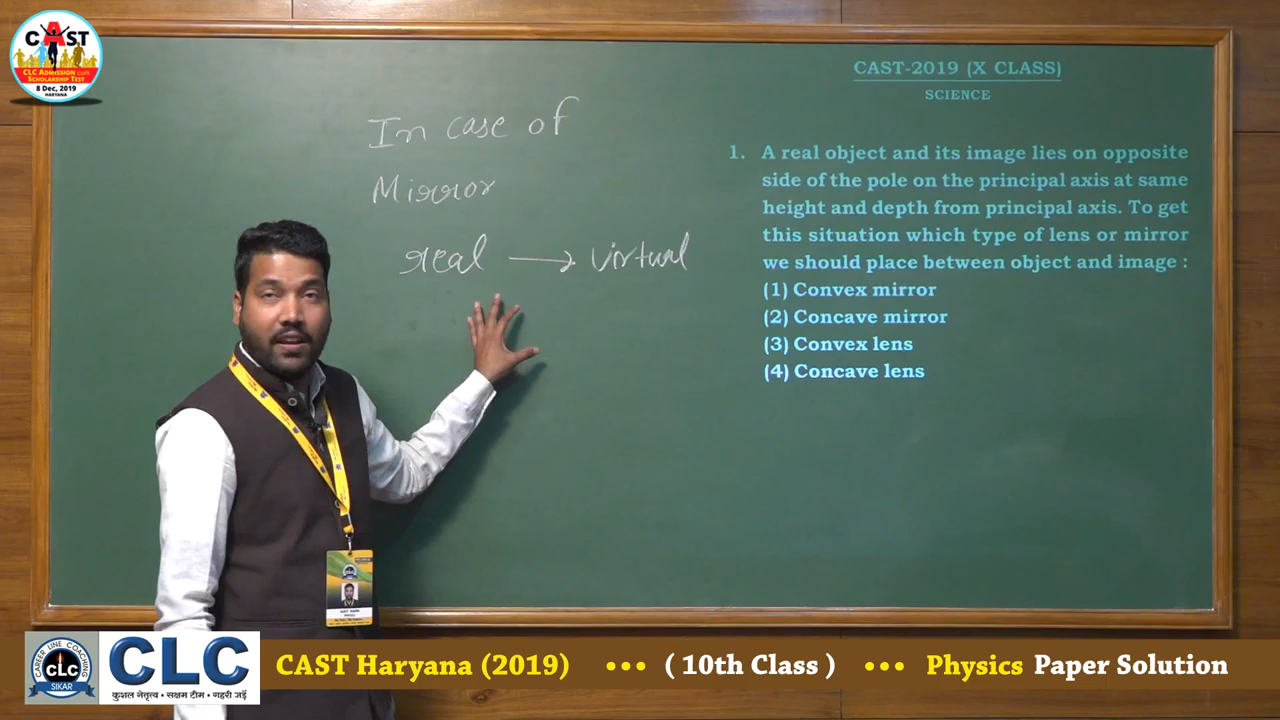 CAST
CLC Admission.com
SCHOLARSHIP TEST
8 Dec, 2019
HARYANA
In case of
Mirror
real → virtual
CAST-2019 (X CLASS)
SCIENCE
1. A real object and its image lies on opposite
side of the pole on the principal axis at same
height and depth from principal axis. To get
this situation which type of lens or mirror
we should place between object and image :
(1) Convex mirror
(2) Concave mirror
(3) Convex lens
(4) Concave lens
CAREER LINE COACHING
CLC
SIKAR
CLC
कुशल नेतृत्व • सक्षम टीम • गहरी जड़ें
CAST Haryana (2019) ••• ( 10th Class ) ••• Physics Paper Solution